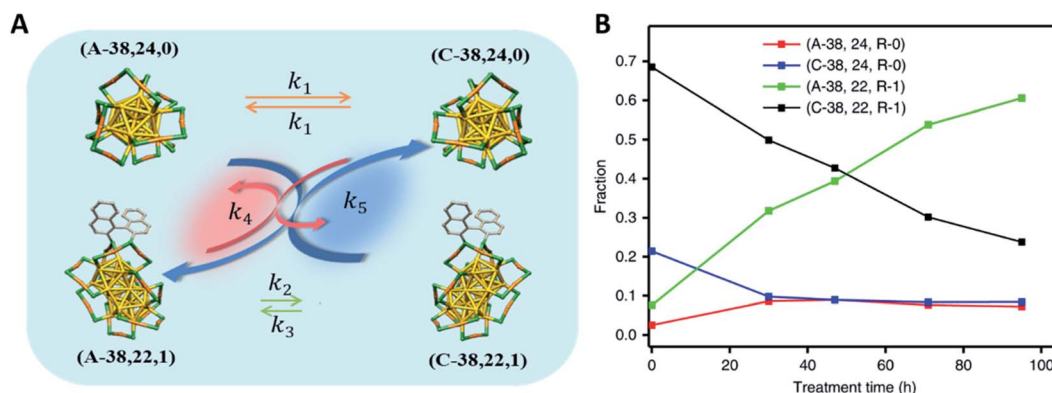 A
(A-38,24,0)
(C-38,24,0)
k₁
k₁
k₄
k₅
k₂
k₃
(A-38,22,1)
(C-38,22,1)
B
(A-38, 24, R-0)
(C-38, 24, R-0)
(A-38, 22, R-1)
(C-38, 22, R-1)
0.7
0.6
0.5
0.4
0.3
0.2
0.1
0.0
Fraction
0 20 40 60 80 100
Treatment time (h)